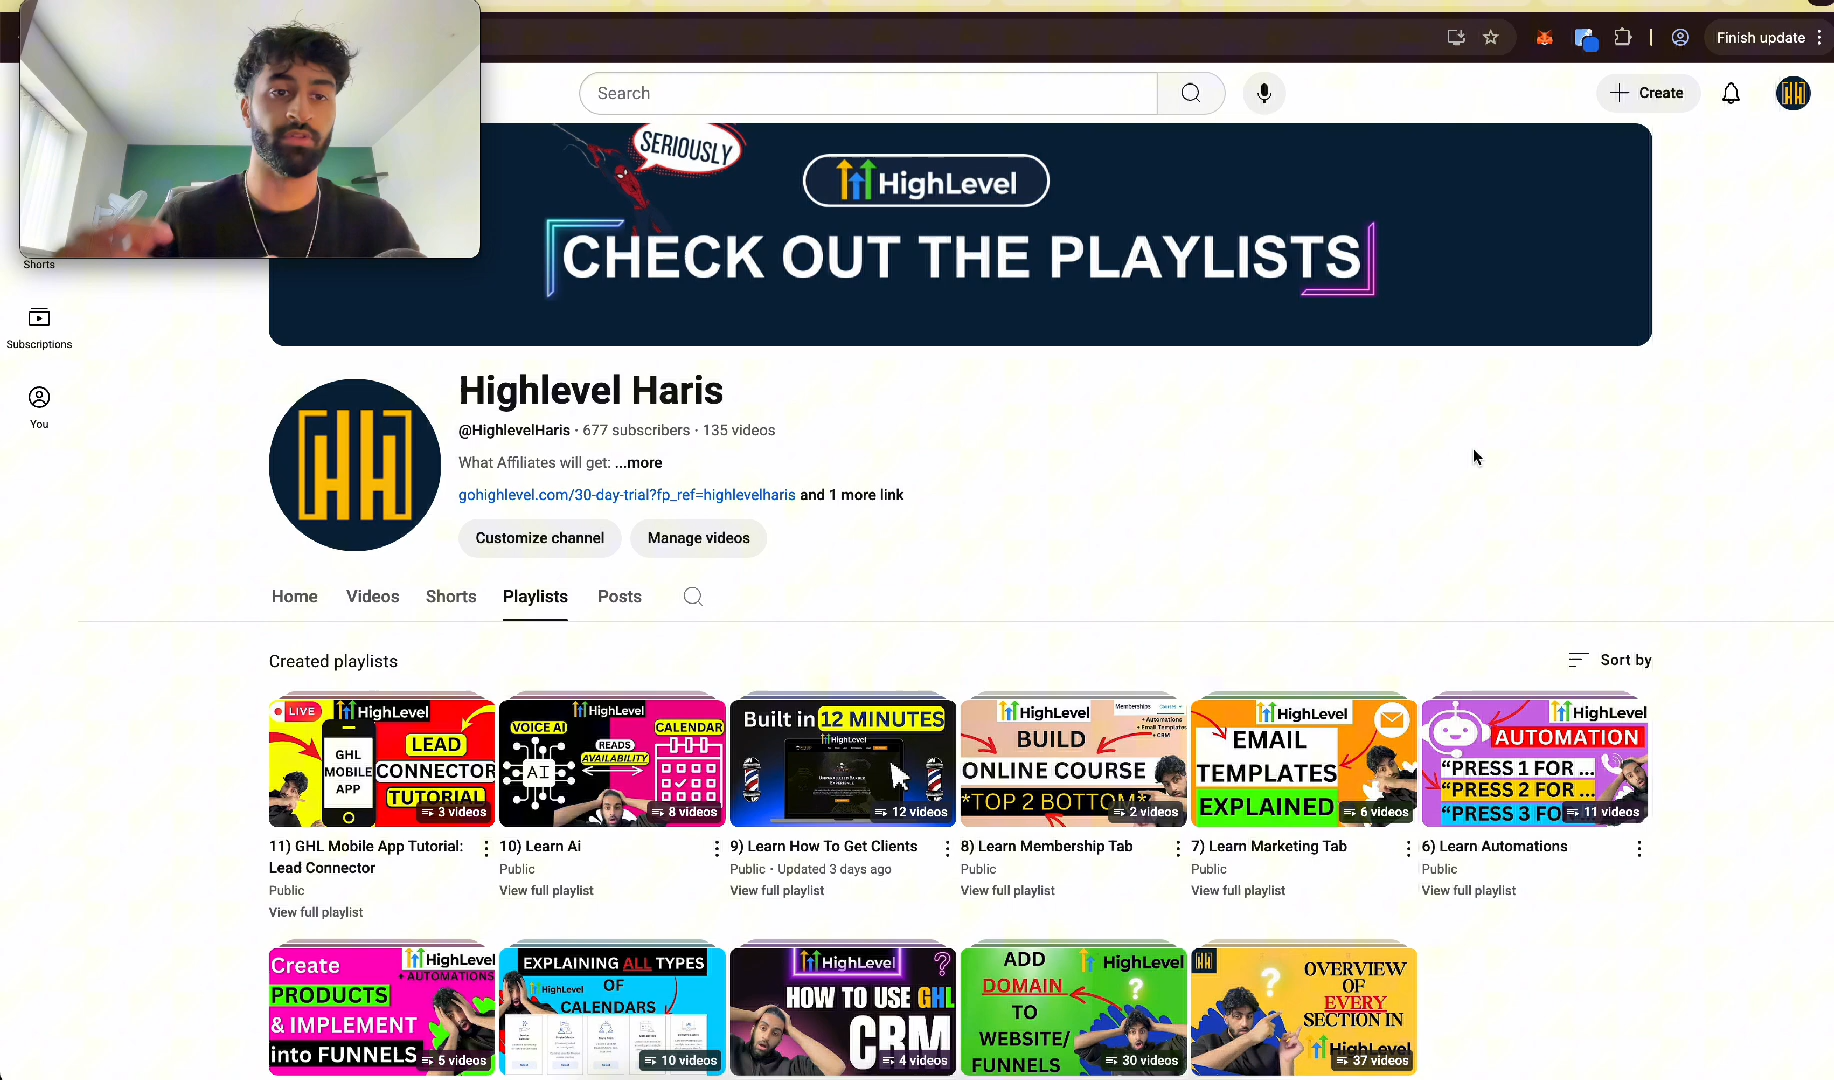 Finish update
Search
Create
SERIOUSLY
HighLevel
CHECK OUT THE PLAYLISTS
Shorts
Subscriptions
You
Highlevel Haris
@HighlevelHaris • 677 subscribers • 135 videos
What Affiliates will get: ...more
gohighlevel.com/30-day-trial?fp_ref=highlevelharis and 1 more link
Customize channel
Manage videos
Home Videos Shorts Playlists Posts
Created playlists
Sort by
LIVE
HighLevel
GHL
MOBILE
APP
LEAD
CONNECTOR
TUTORIAL
3 videos
11) GHL Mobile App Tutorial:
Lead Connector
Public
View full playlist
HighLevel
VOICE AI
CALENDAR
READS
AVAILABILITY
AI
8 videos
10) Learn Ai
Public
View full playlist
Built in 12 MINUTES
HighLevel
12 videos
9) Learn How To Get Clients
Public • Updated 3 days ago
View full playlist
HighLevel
Memberships
+ Automations
+ Email Templates
+ CRM
BUILD
ONLINE COURSE
*TOP 2 BOTTOM*
2 videos
8) Learn Membership Tab
Public
View full playlist
HighLevel
EMAIL
TEMPLATES
EXPLAINED
6 videos
7) Learn Marketing Tab
Public
View full playlist
HighLevel
AUTOMATION
“PRESS 1 FOR ...
“PRESS 2 FOR ...
“PRESS 3 FO
11 videos
6) Learn Automations
Public
View full playlist
HighLevel
+ AUTOMATIONS
Create
PRODUCTS
& IMPLEMENT
into FUNNELS
5 videos
EXPLAINING ALL TYPES
OF
HighLevel
CALENDARS
10 videos
HighLevel
?
HOW TO USE GHL
CRM
4 videos
ADD
DOMAIN
TO
WEBSITE/
FUNNELS
HighLevel
?
30 videos
?
OVERVIEW
OF
EVERY
SECTION IN
HighLevel
37 videos